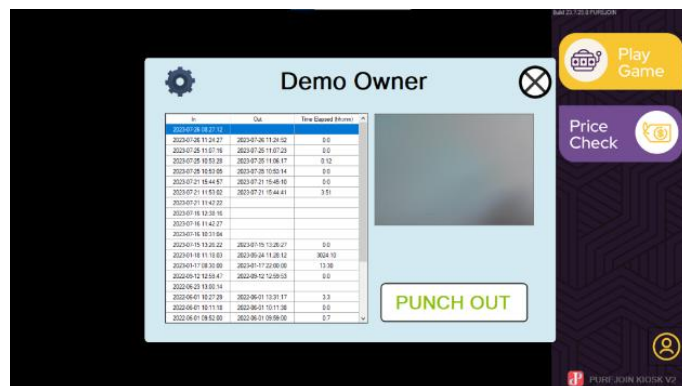 Build 23.7.25.0 PUREJOIN
Play
Game
Price
Check
Demo Owner
In Out Time Elapsed (hh:mm)
2023-07-26 08:27:12
2023-07-26 11:24:27 2023-07-26 11:24:52 0:0
2023-07-25 11:07:16 2023-07-25 11:07:23 0:0
2023-07-25 10:53:28 2023-07-25 11:06:17 0:12
2023-07-25 10:53:05 2023-07-25 10:53:14 0:0
2023-07-21 15:44:57 2023-07-21 15:45:10 0:0
2023-07-21 11:53:02 2023-07-21 15:44:41 3:51
2023-07-21 11:42:22
2023-07-16 12:30:16
2023-07-16 11:42:27
2023-07-16 10:31:04
2023-07-15 13:26:22 2023-07-15 13:26:27 0:0
2023-01-18 11:18:03 2023-05-24 11:28:12 3024:10
2023-01-17 08:30:00 2023-01-17 22:00:00 13:30
2022-09-12 12:59:47 2022-09-12 12:59:53 0:0
2022-06-23 13:00:14
2022-06-01 10:27:29 2022-06-01 13:31:17 3:3
2022-06-01 10:11:18 2022-06-01 10:11:38 0:0
2022-06-01 09:52:00 2022-06-01 09:59:00 0:7
PUNCH OUT
PUREJOIN KIOSK V2